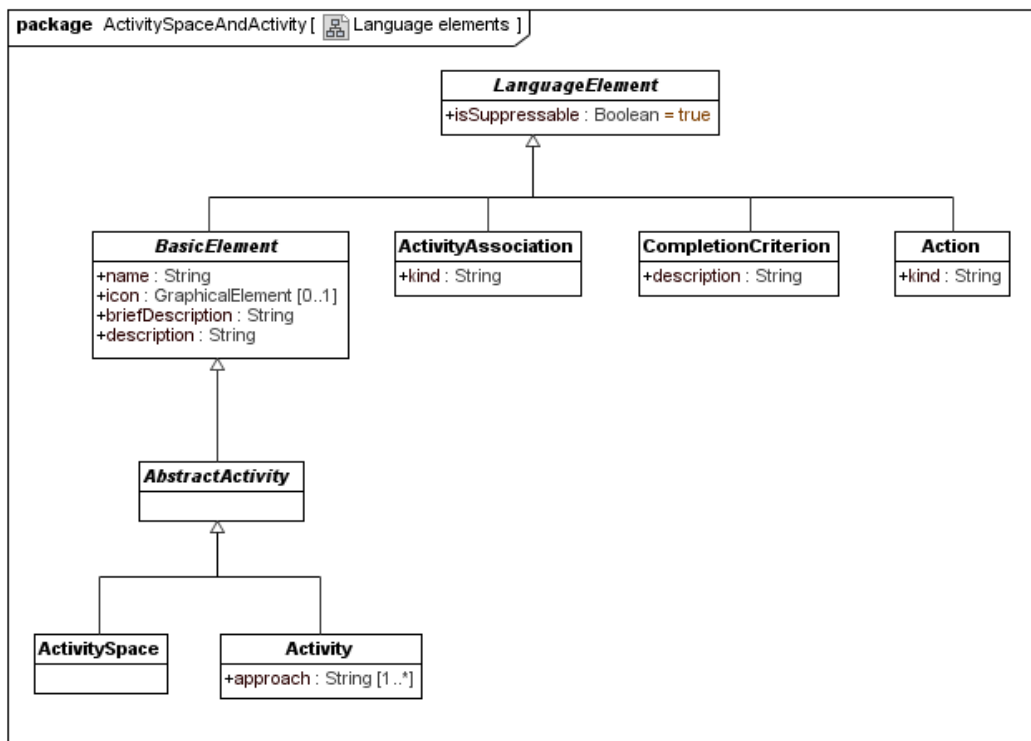 package ActivitySpaceAndActivity [ Language elements ]
LanguageElement
+isSuppressable : Boolean = true
BasicElement
+name : String
+icon : GraphicalElement [0..1]
+briefDescription : String
+description : String
ActivityAssociation
+kind : String
CompletionCriterion
+description : String
Action
+kind : String
AbstractActivity
ActivitySpace
Activity
+approach : String [1..*]